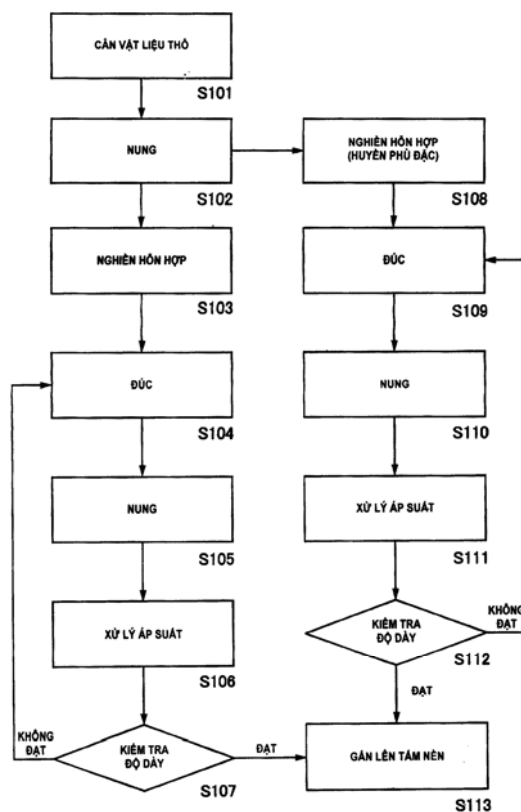 CÂN VẬT LIỆU THÔ
S101
NUNG
S102
NGHIỀN HỖN HỢP
S103
ĐÚC
S104
NUNG
S105
XỬ LÝ ÁP SUẤT
S106
KHÔNG
ĐẠT
KIỂM TRA
ĐỘ DÀY
S107
ĐẠT
NGHIỀN HỖN HỢP
(HUYỀN PHÙ ĐẶC)
S108
ĐÚC
S109
NUNG
S110
XỬ LÝ ÁP SUẤT
S111
KIỂM TRA
ĐỘ DÀY
S112
KHÔNG
ĐẠT
ĐẠT
GẮN LÊN TẤM NỀN
S113